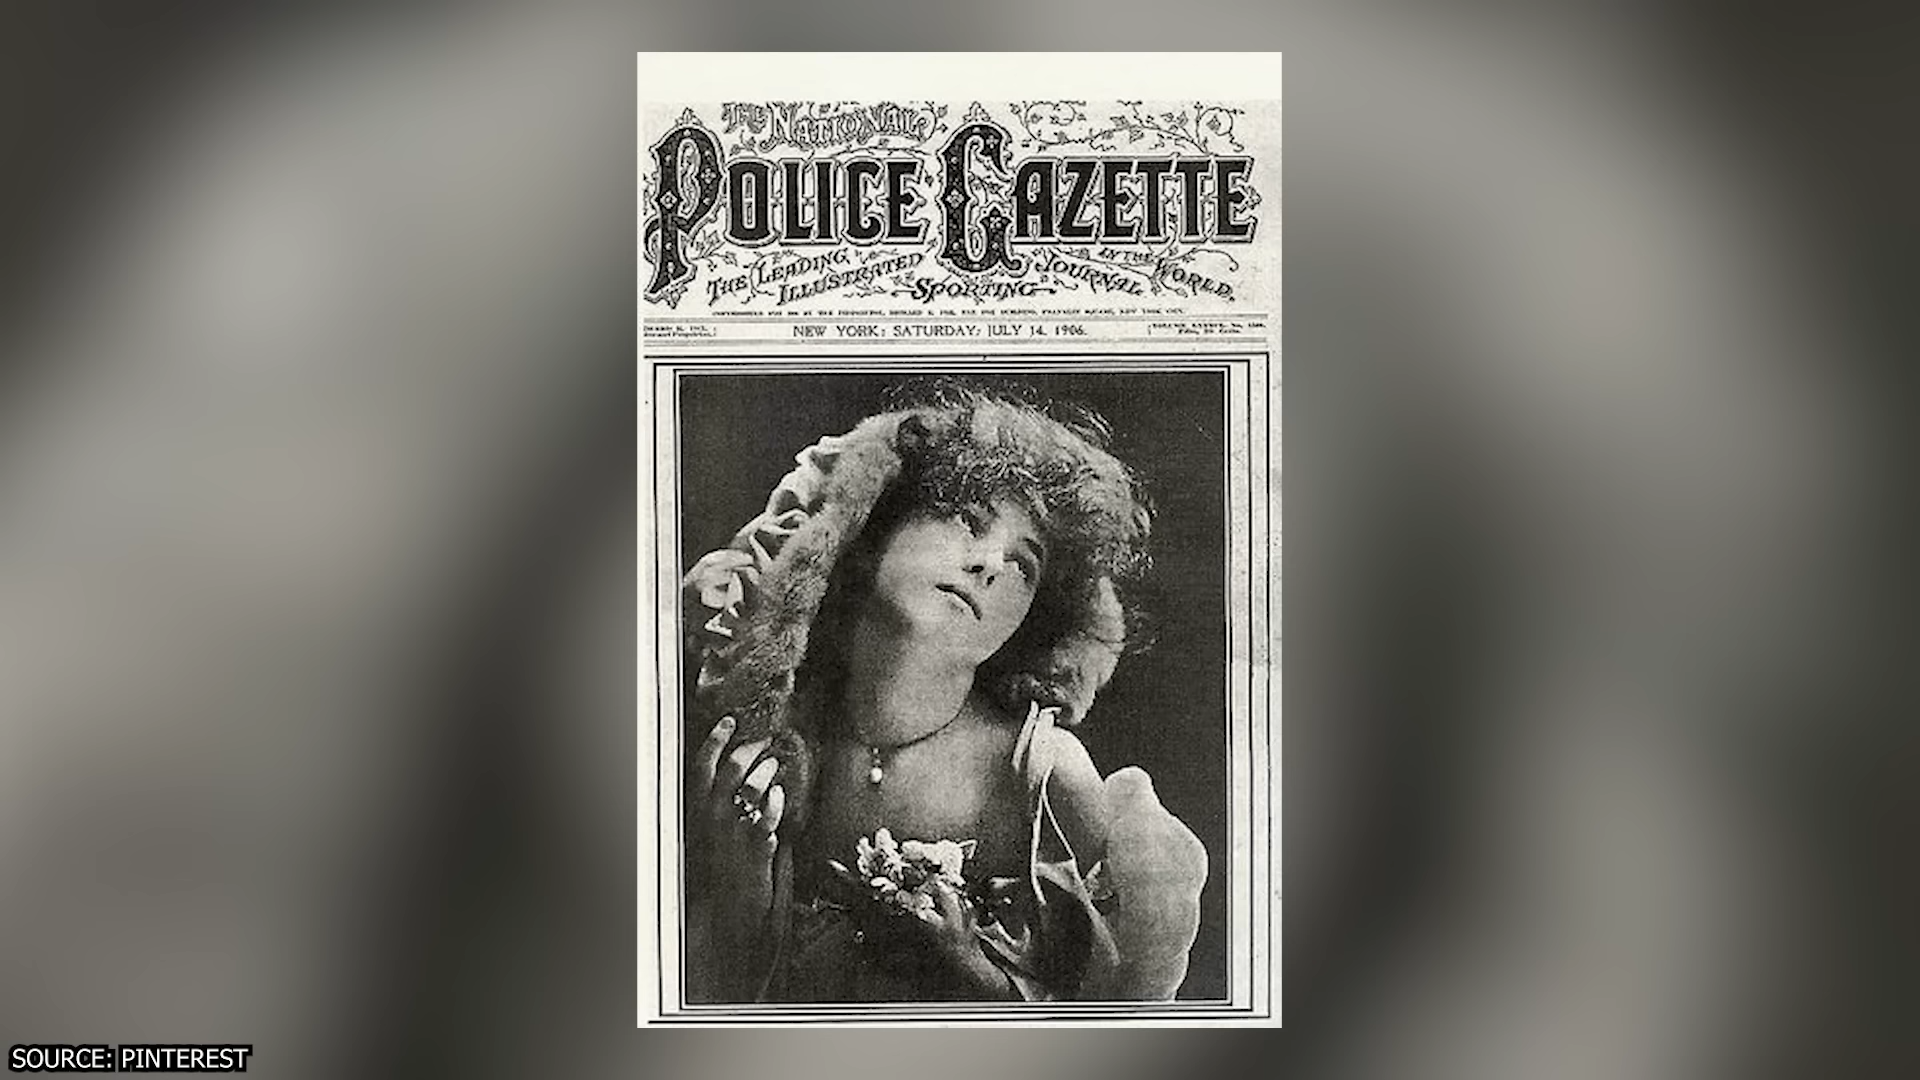 THE NATIONAL
POLICE GAZETTE
THE LEADING ILLUSTRATED SPORTING JOURNAL IN THE WORLD.
NEW YORK: SATURDAY: JULY 14. 1906.
SOURCE: PINTEREST